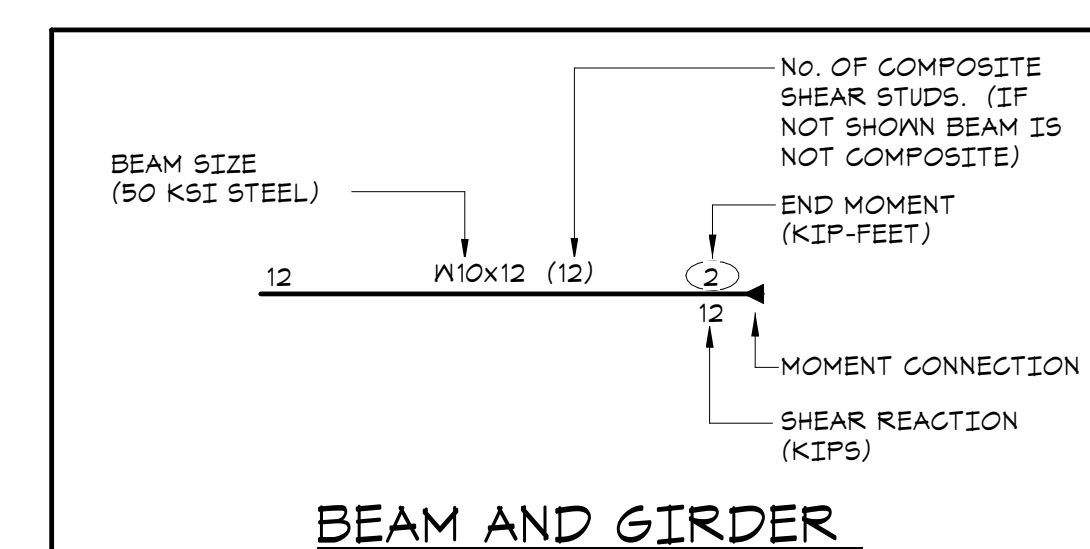 No. OF COMPOSITE
SHEAR STUDS. (IF
NOT SHOWN BEAM IS
NOT COMPOSITE)
BEAM SIZE
(50 KSI STEEL)
END MOMENT
(KIP-FEET)
12 W10x12 (12) 2
12
MOMENT CONNECTION
SHEAR REACTION
(KIPS)
BEAM AND GIRDER